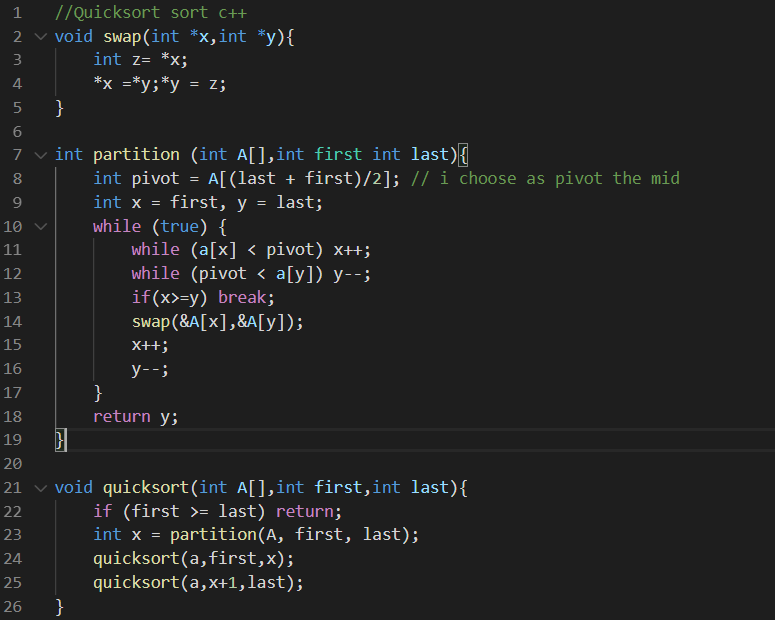 1 //Quicksort sort c++
2 void swap(int *x,int *y){
3     int z= *x;
4     *x =*y;*y = z;
5 }
6
7 int partition (int A[],int first int last){
8     int pivot = A[(last + first)/2]; // i choose as pivot the mid
9     int x = first, y = last;
10     while (true) {
11         while (a[x] < pivot) x++;
12         while (pivot < a[y]) y--;
13         if(x>=y) break;
14         swap(&A[x],&A[y]);
15         x++;
16         y--;
17     }
18     return y;
19 }
20
21 void quicksort(int A[],int first,int last){
22     if (first >= last) return;
23     int x = partition(A, first, last);
24     quicksort(a,first,x);
25     quicksort(a,x+1,last);
26 }